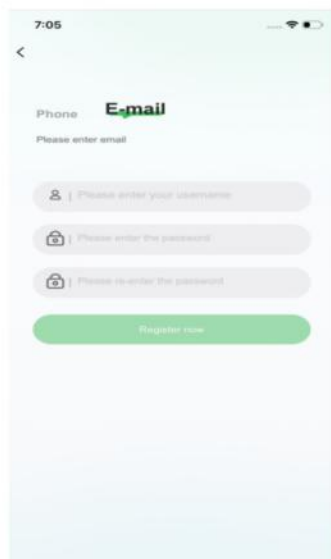 7:05
Phone E-mail
Please enter email
Please enter your username
Please enter the password
Please re-enter the password
Register now